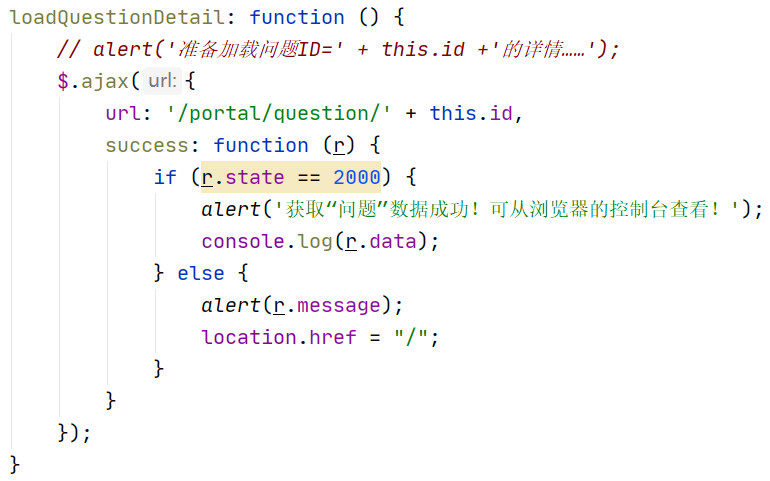 loadQuestionDetail: function () {
    // alert('准备加载问题ID=' + this.id +'的详情……');
    $.ajax( url: {
        url: '/portal/question/' + this.id,
        success: function (r) {
            if (r.state == 2000) {
                alert('获取“问题”数据成功！可从浏览器的控制台查看！');
                console.log(r.data);
            } else {
                alert(r.message);
                location.href = "/";
            }
        }
    });
}